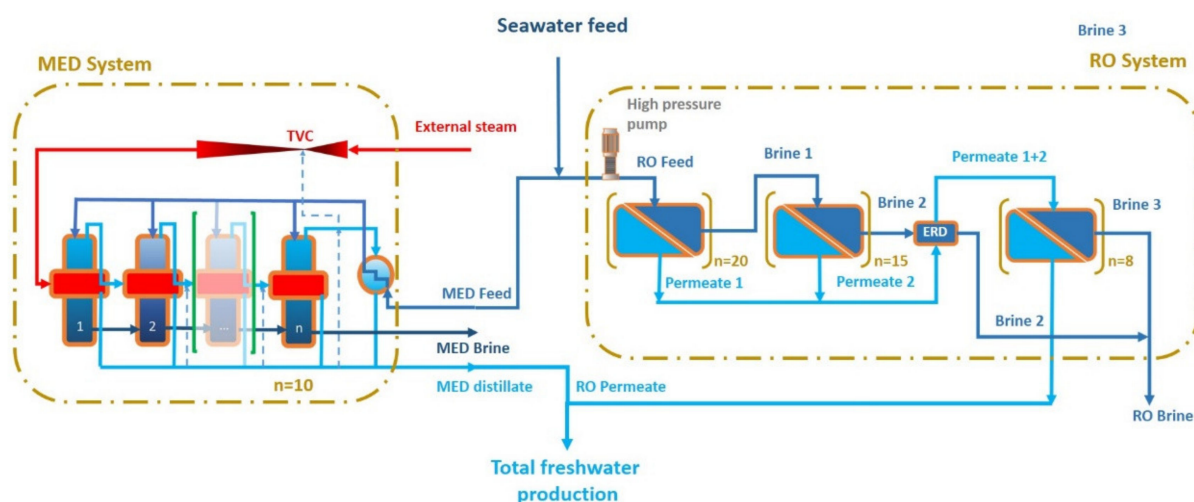 Seawater feed
Brine 3
MED System
RO System
High pressure
pump
External steam
TVC
RO Feed
Brine 1
Permeate 1+2
Brine 2
Brine 3
ERD
n=20
n=15
n=8
Permeate 1
Permeate 2
MED Feed
1
2
...
n
Brine 2
MED Brine
n=10
MED distillate
RO Permeate
RO Brine
Total freshwater
production